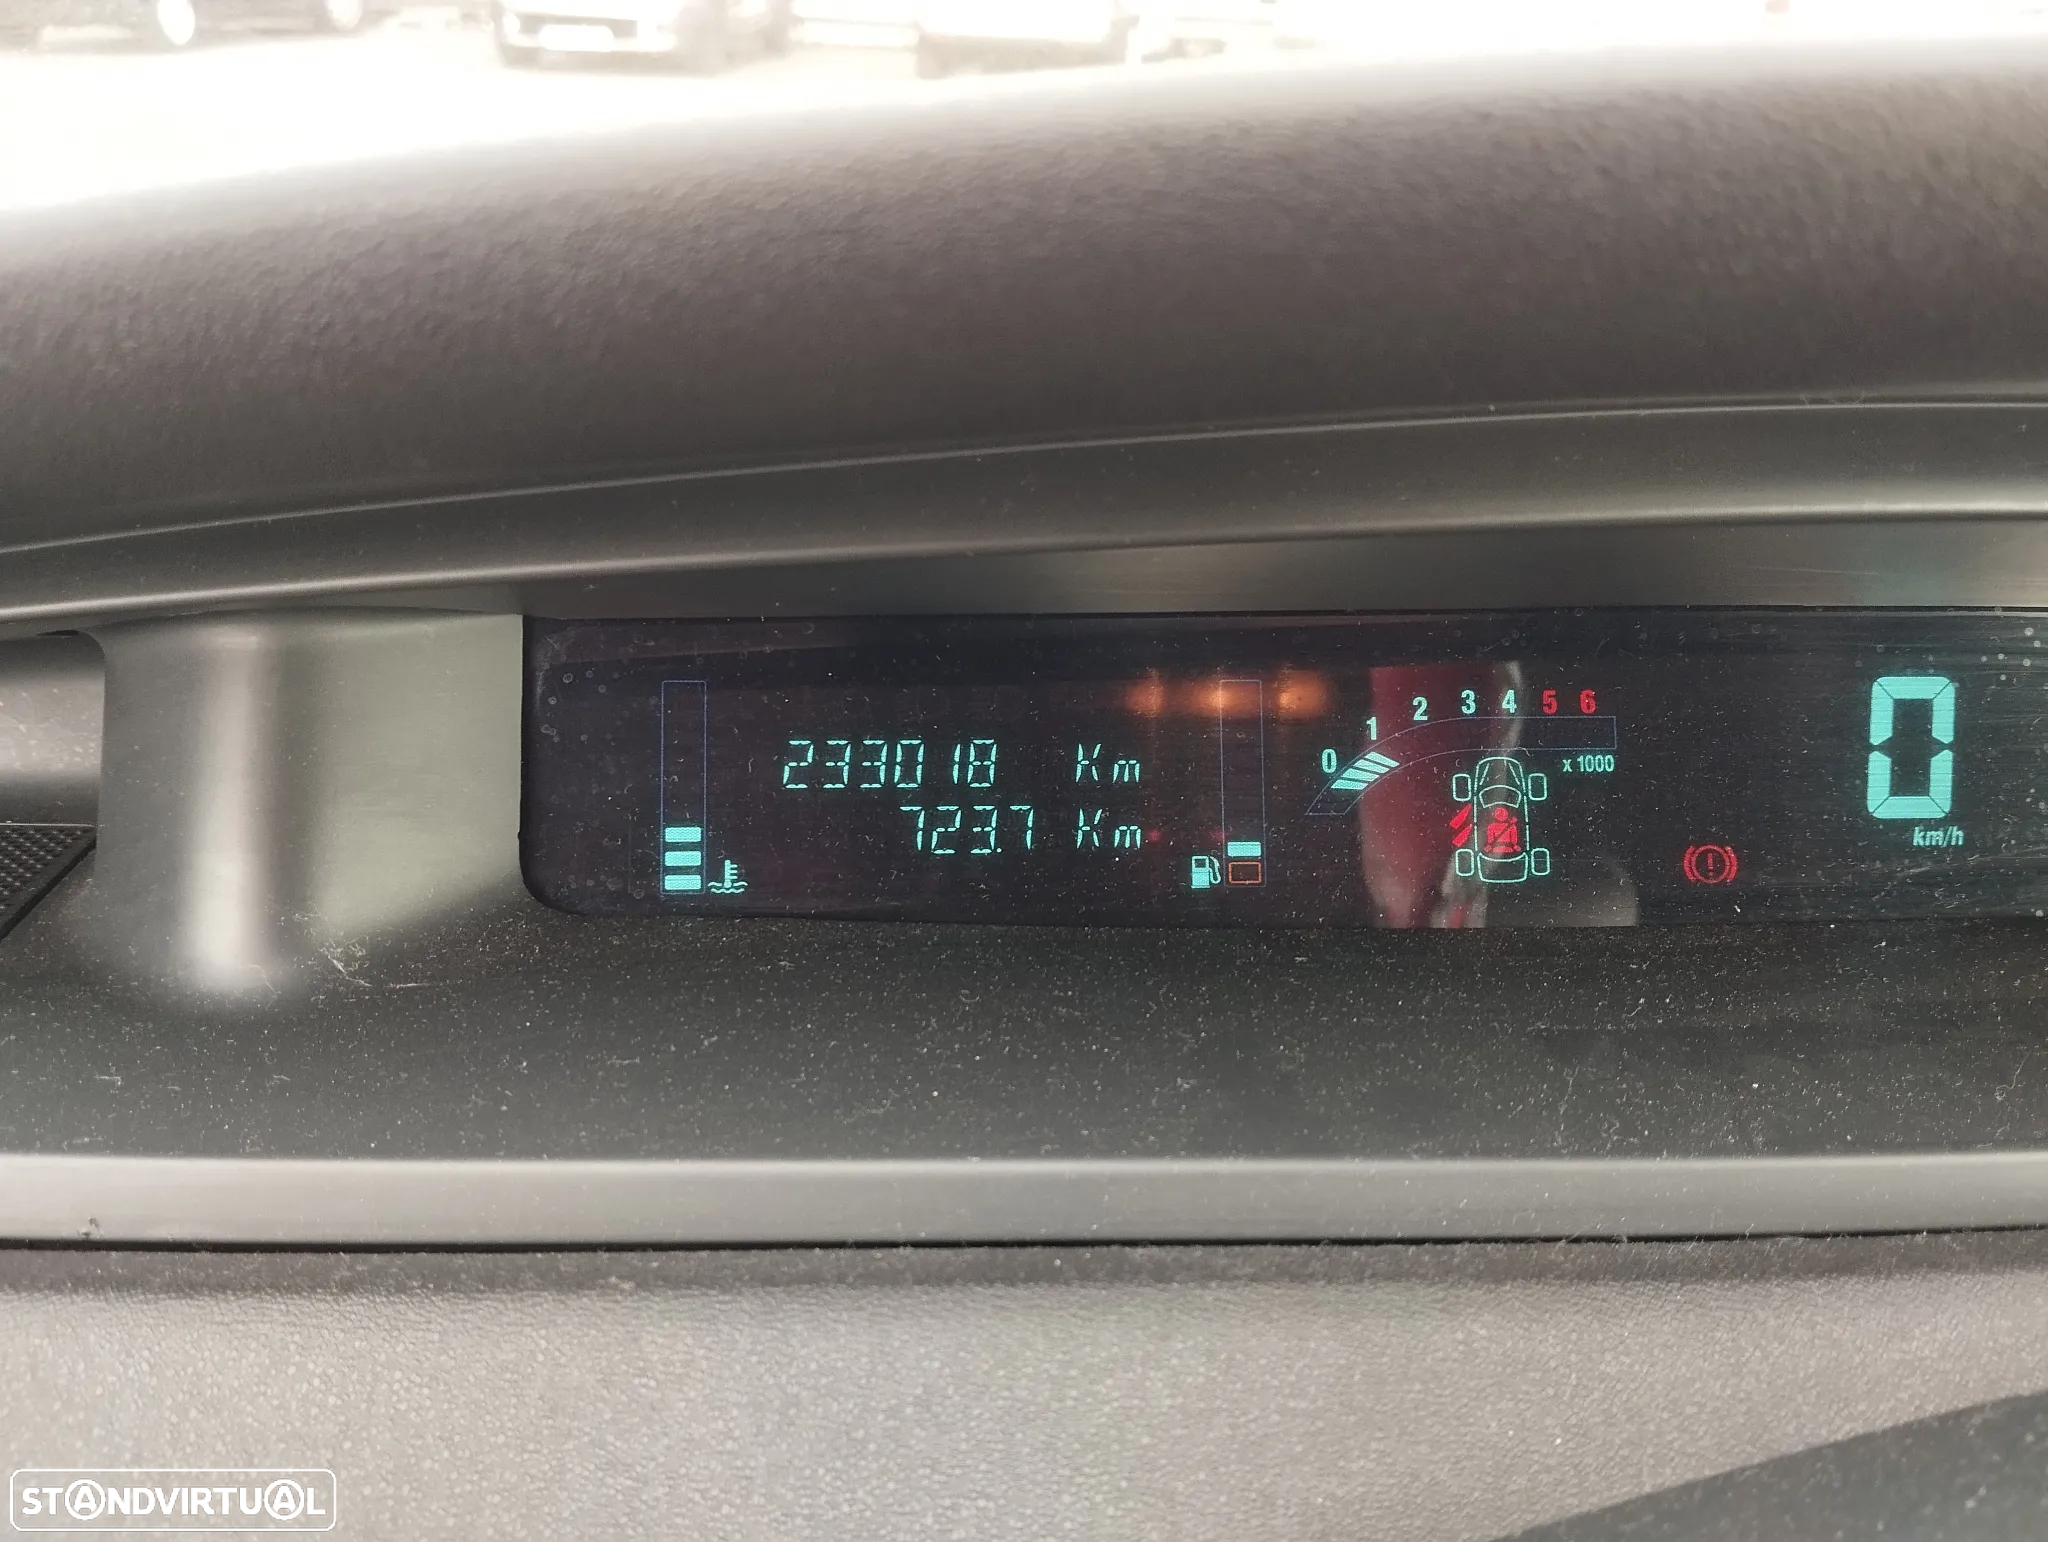 233018 Km
723.7 Km
0 1 2 3 4 5 6
x 1000
0
km/h
STANDVIRTUAL